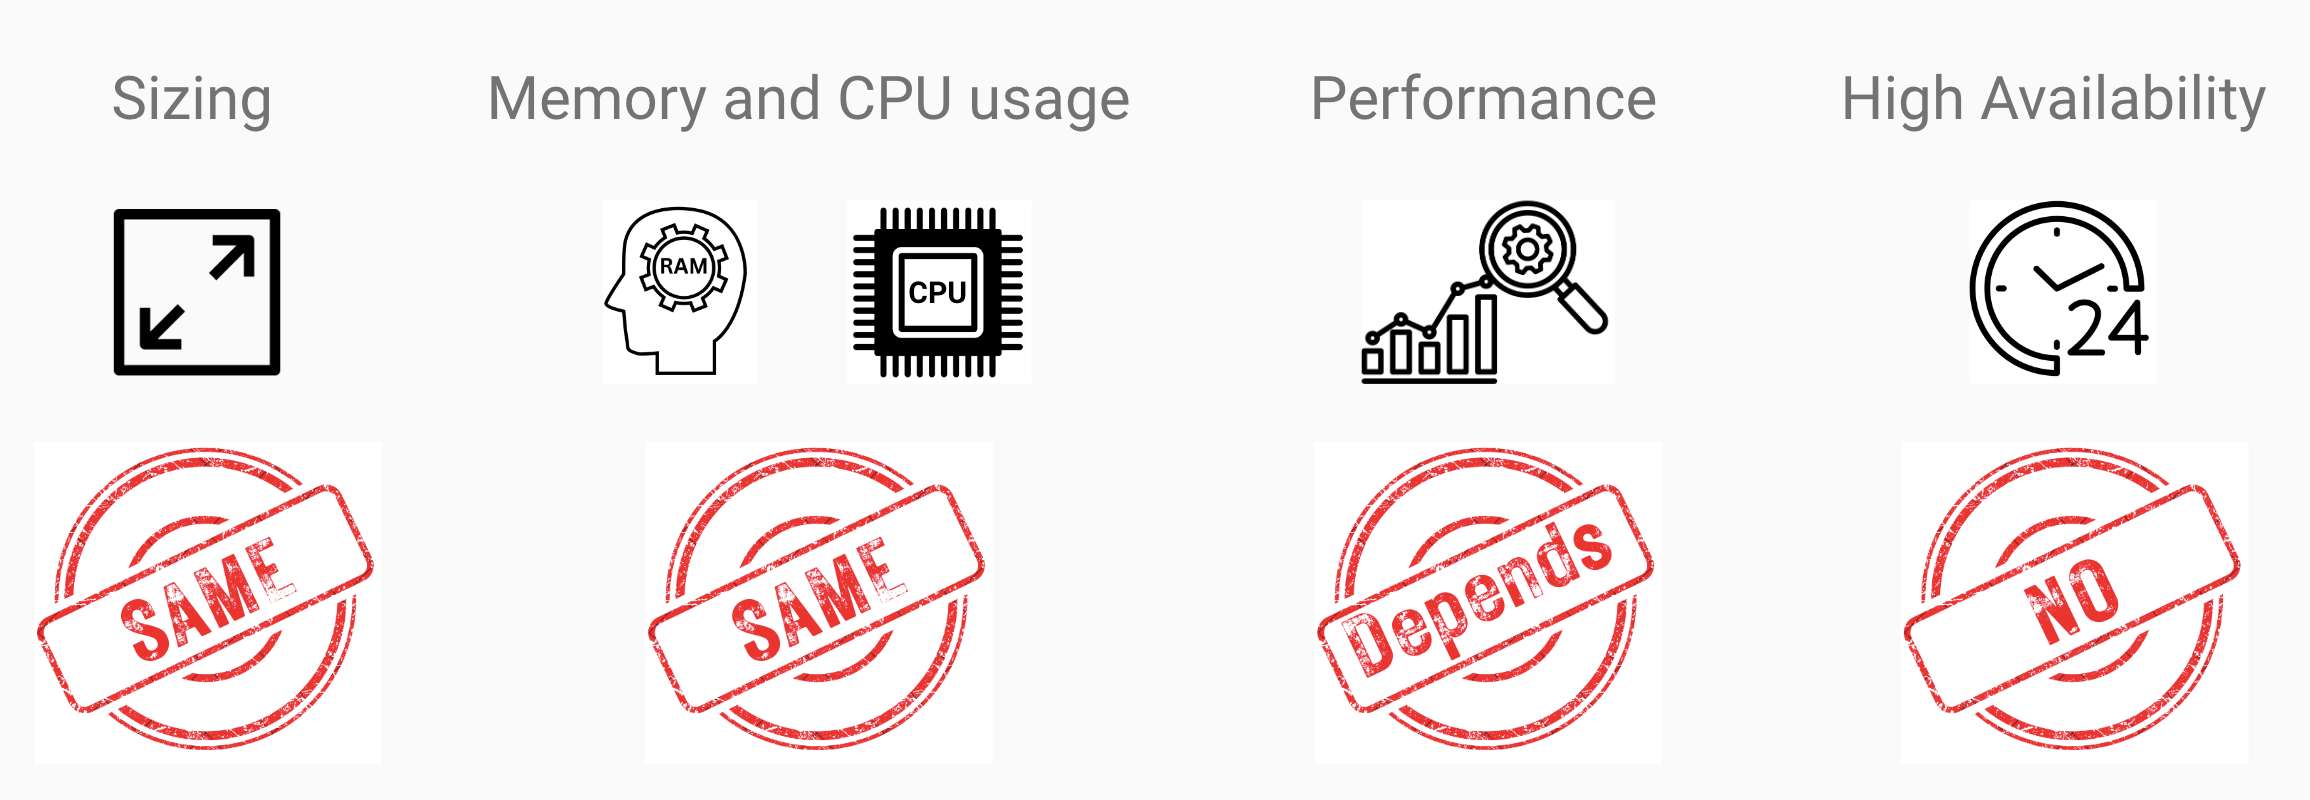 Sizing
Memory and CPU usage
Performance
High Availability
RAM
CPU
24
SAME
SAME
Depends
NO